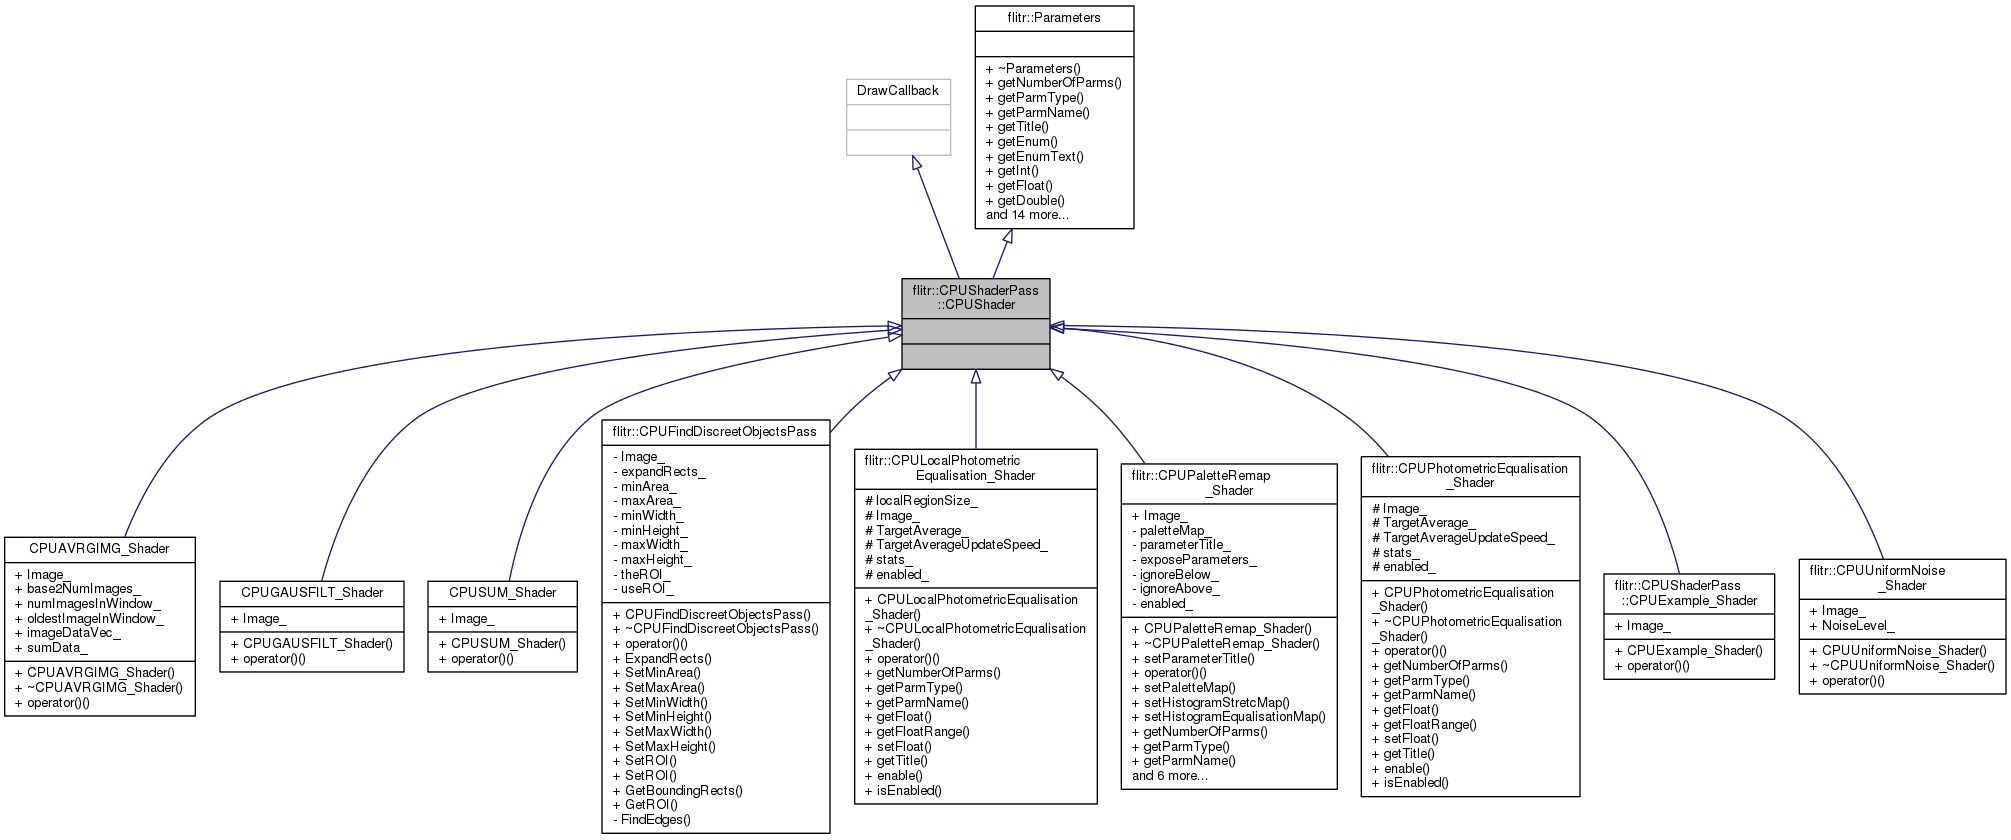 flitr::Parameters
+ ~Parameters()
+ getNumberOfParms()
+ getParmType()
+ getParmName()
+ getTitle()
+ getEnum()
+ getEnumText()
+ getInt()
+ getFloat()
+ getDouble()
and 14 more...
DrawCallback
flitr::CPUShaderPass
::CPUShader
CPUAVRGIMG_Shader
+ Image_
+ base2NumImages_
+ numImagesInWindow_
+ oldestImageInWindow_
+ imageDataVec_
+ sumData_
+ CPUAVRGIMG_Shader()
+ ~CPUAVRGIMG_Shader()
+ operator()()
CPUGAUSFILT_Shader
+ Image_
+ CPUGAUSFILT_Shader()
+ operator()()
CPUSUM_Shader
+ Image_
+ CPUSUM_Shader()
+ operator()()
flitr::CPUFindDiscreetObjectsPass
- Image_
- expandRects_
- minArea_
- maxArea_
- minWidth_
- minHeight_
- maxWidth_
- maxHeight_
- theROI_
- useROI_
+ CPUFindDiscreetObjectsPass()
+ ~CPUFindDiscreetObjectsPass()
+ operator()()
+ ExpandRects()
+ SetMinArea()
+ SetMaxArea()
+ SetMinWidth()
+ SetMinHeight()
+ SetMaxWidth()
+ SetMaxHeight()
+ SetROI()
+ SetROI()
+ GetBoundingRects()
+ GetROI()
- FindEdges()
flitr::CPULocalPhotometric
Equalisation_Shader
# localRegionSize_
# Image_
# TargetAverage_
# TargetAverageUpdateSpeed_
# stats_
# enabled_
+ CPULocalPhotometricEqualisation
_Shader()
+ ~CPULocalPhotometricEqualisation
_Shader()
+ operator()()
+ getNumberOfParms()
+ getParmType()
+ getParmName()
+ getFloat()
+ getFloatRange()
+ setFloat()
+ getTitle()
+ enable()
+ isEnabled()
flitr::CPUPaletteRemap
_Shader
+ Image_
- paletteMap_
- parameterTitle_
- exposeParameters_
- ignoreBelow_
- ignoreAbove_
- enabled_
+ CPUPaletteRemap_Shader()
+ ~CPUPaletteRemap_Shader()
+ setParameterTitle()
+ operator()()
+ setPaletteMap()
+ setHistogramStretcMap()
+ setHistogramEqualisationMap()
+ getNumberOfParms()
+ getParmType()
+ getParmName()
and 6 more...
flitr::CPUPhotometricEqualisation
_Shader
# Image_
# TargetAverage_
# TargetAverageUpdateSpeed_
# stats_
# enabled_
+ CPUPhotometricEqualisation
_Shader()
+ ~CPUPhotometricEqualisation
_Shader()
+ operator()()
+ getNumberOfParms()
+ getParmType()
+ getParmName()
+ getFloat()
+ getFloatRange()
+ setFloat()
+ getTitle()
+ enable()
+ isEnabled()
flitr::CPUShaderPass
::CPUExample_Shader
+ Image_
+ CPUExample_Shader()
+ operator()()
flitr::CPUUniformNoise
_Shader
+ Image_
+ NoiseLevel_
+ CPUUniformNoise_Shader()
+ ~CPUUniformNoise_Shader()
+ operator()()